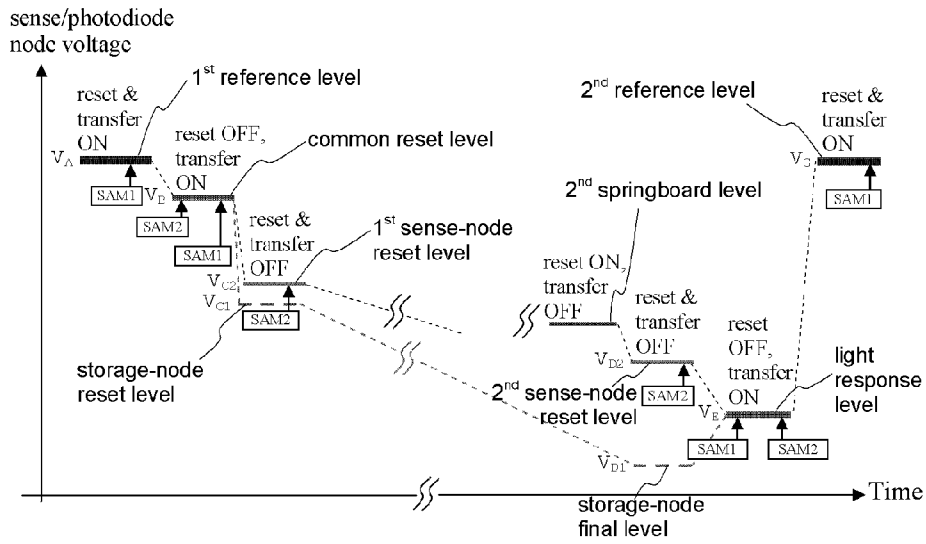 sense/photodiode
node voltage
1st reference level
reset &
transfer
ON
VA
SAM1
reset OFF,
transfer
ON
common reset level
VB
SAM2
SAM1
reset &
transfer
OFF
1st sense-node
reset level
VC2
VC1
SAM2
storage-node
reset level
2nd reference level
reset &
transfer
ON
SAM1
2nd springboard level
reset ON,
transfer
OFF
reset &
transfer
OFF
VD2
SAM2
2nd sense-node
reset level
reset
OFF,
transfer
ON
light
response
level
VE
SAM1
SAM2
VD1
storage-node
final level
Time